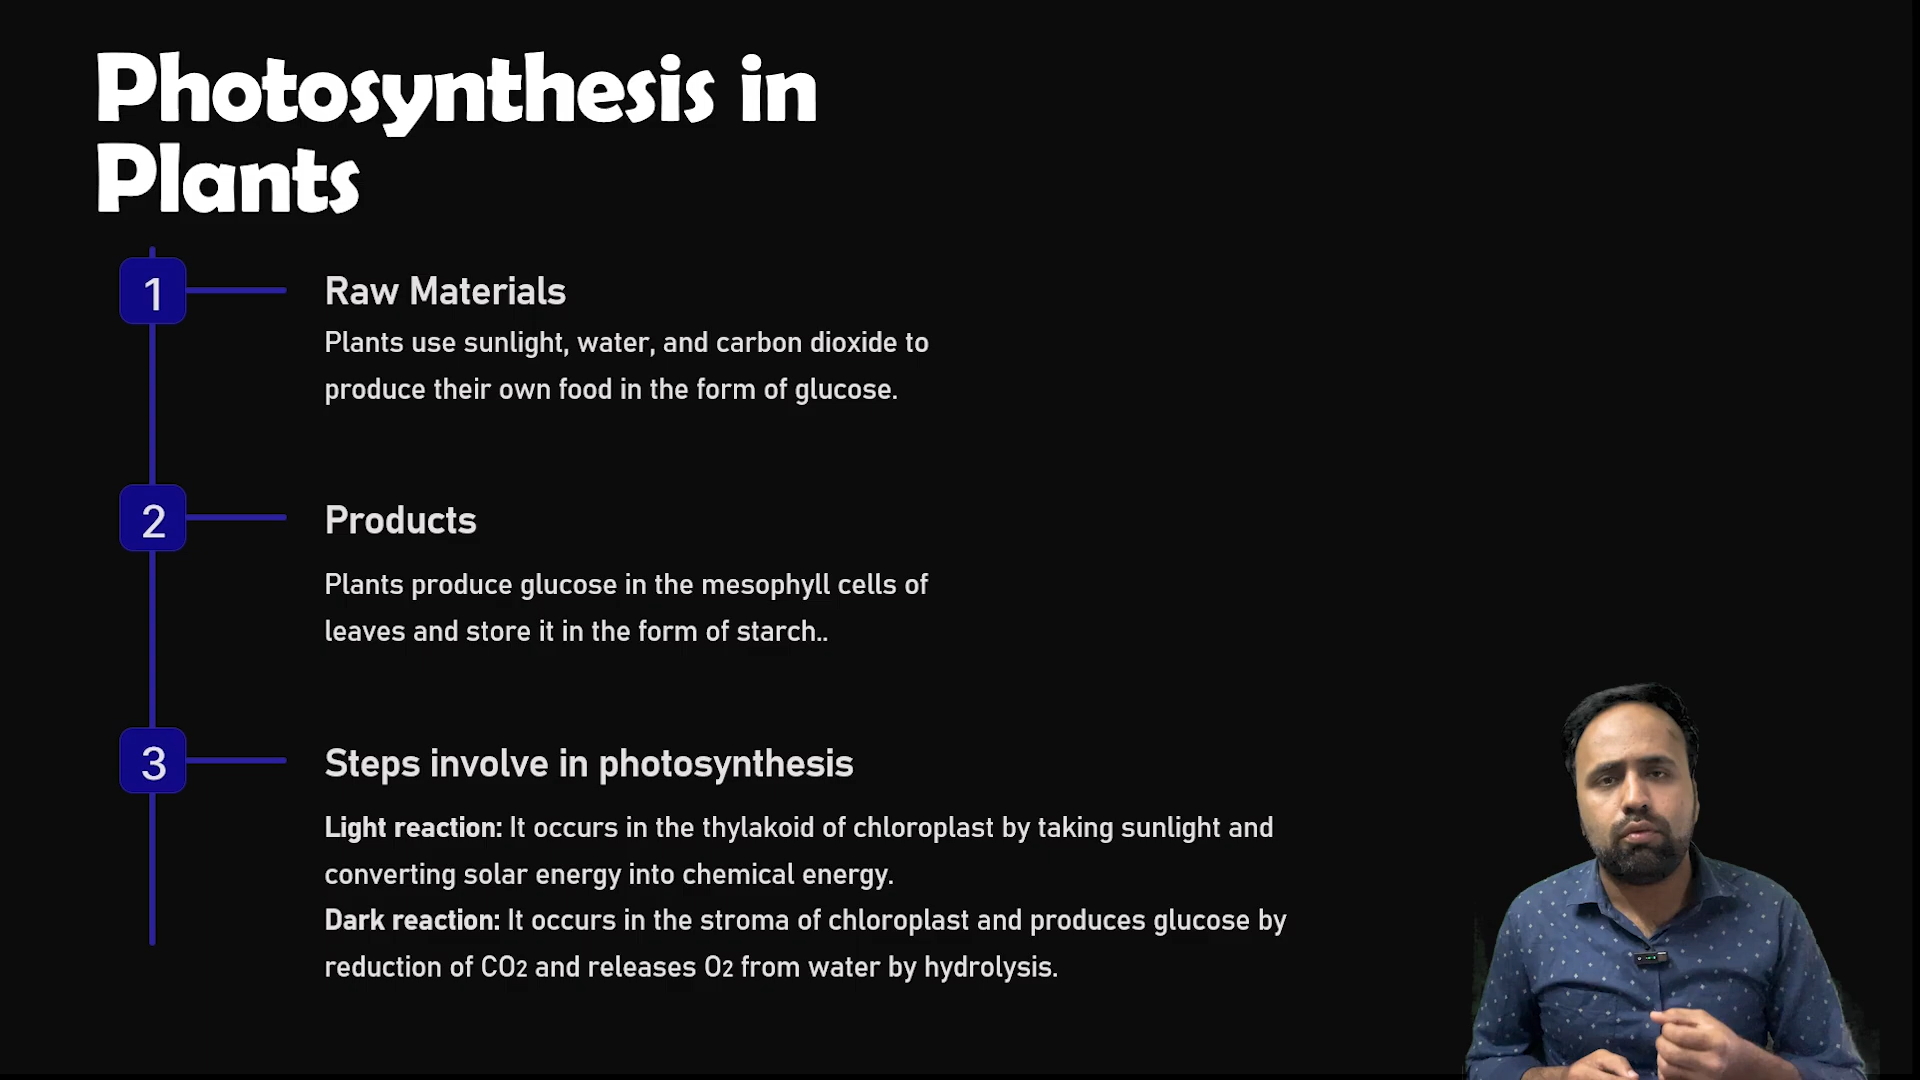 Photosynthesis in
Plants
1
Raw Materials
Plants use sunlight, water, and carbon dioxide to
produce their own food in the form of glucose.
2
Products
Plants produce glucose in the mesophyll cells of
leaves and store it in the form of starch..
3
Steps involve in photosynthesis
Light reaction: It occurs in the thylakoid of chloroplast by taking sunlight and
converting solar energy into chemical energy.
Dark reaction: It occurs in the stroma of chloroplast and produces glucose by
reduction of CO2 and releases O2 from water by hydrolysis.